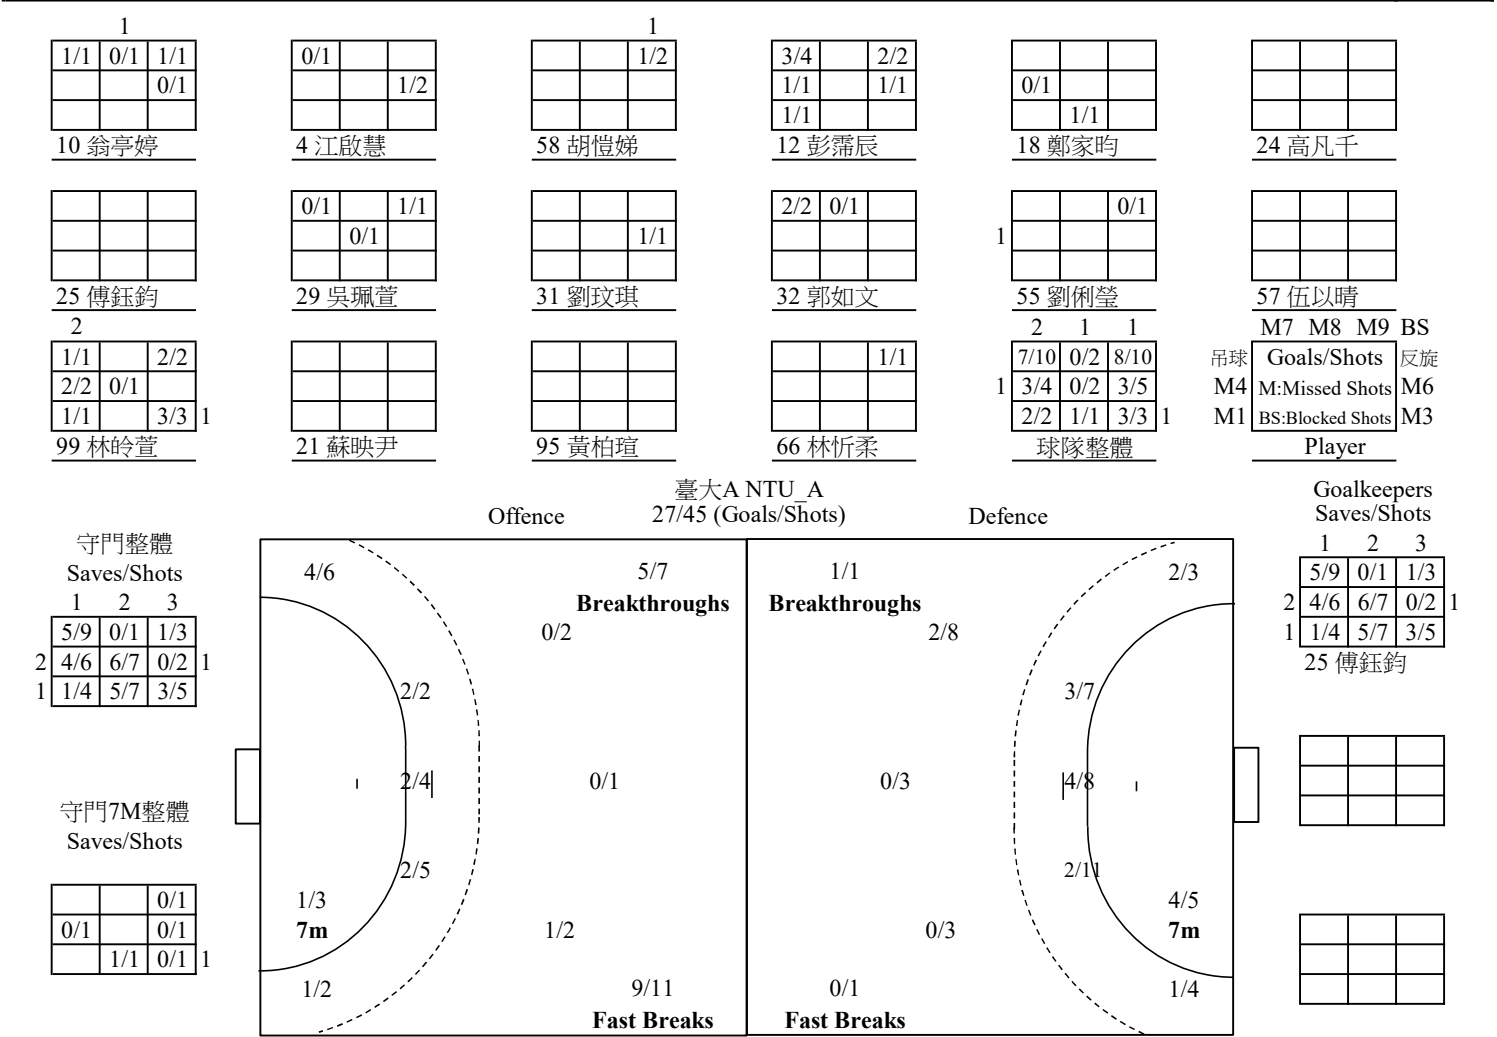 1 1
1/1 0/1 1/1 0/1 1/2 3/4 2/2
0/1 1/2 1/1 1/1 0/1
1/1 1/1
10 翁亭婷 4 江啟慧 58 胡愷娣 12 彭霈辰 18 鄭家昀 24 高凡千
0/1 1/1 2/2 0/1 0/1
0/1 1/1 1
25 傅鈺鈞 29 吳珮萱 31 劉玟琪 32 郭如文 55 劉俐瑩 57 伍以晴
2 2 1 1 M7 M8 M9 BS
1/1 2/2 1/1 7/10 0/2 8/10 吊球 Goals/Shots 反旋
2/2 0/1 1 3/4 0/2 3/5 M4 M:Missed Shots M6
1/1 3/3 1 2/2 1/1 3/3 1 M1 BS:Blocked Shots M3
99 林皊萱 21 蘇映尹 95 黃柏瑄 66 林忻柔 球隊整體 Player
臺大A NTU_A
Offence 27/45 (Goals/Shots) Defence
Goalkeepers
Saves/Shots
1 2 3
5/9 0/1 1/3
2 4/6 6/7 0/2 1
1 1/4 5/7 3/5
25 傅鈺鈞
守門整體
Saves/Shots
1 2 3
5/9 0/1 1/3
2 4/6 6/7 0/2 1
1 1/4 5/7 3/5
守門7M整體
Saves/Shots
0/1
0/1 0/1
1/1 0/1 1
4/6 5/7 1/1 2/3
Breakthroughs Breakthroughs
0/2 2/8
2/2 3/7
2/4 0/1 0/3 4/8
2/5 2/11
1/3 4/5
7m 1/2 0/3 7m
1/2 9/11 0/1 1/4
Fast Breaks Fast Breaks